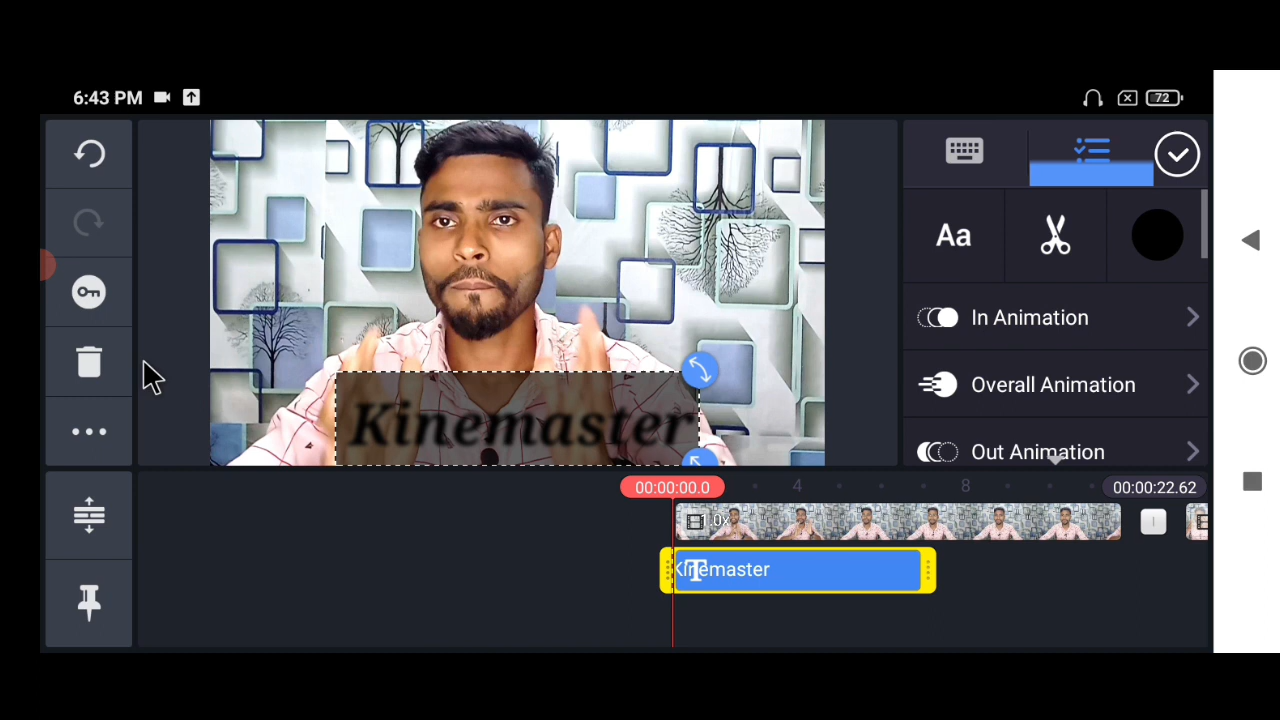 6:43 PM
72
Aa
In Animation
Kinemaster
Overall Animation
Out Animation
00:00:00.0
4
8
00:00:22.62
1.0x
Kinemaster